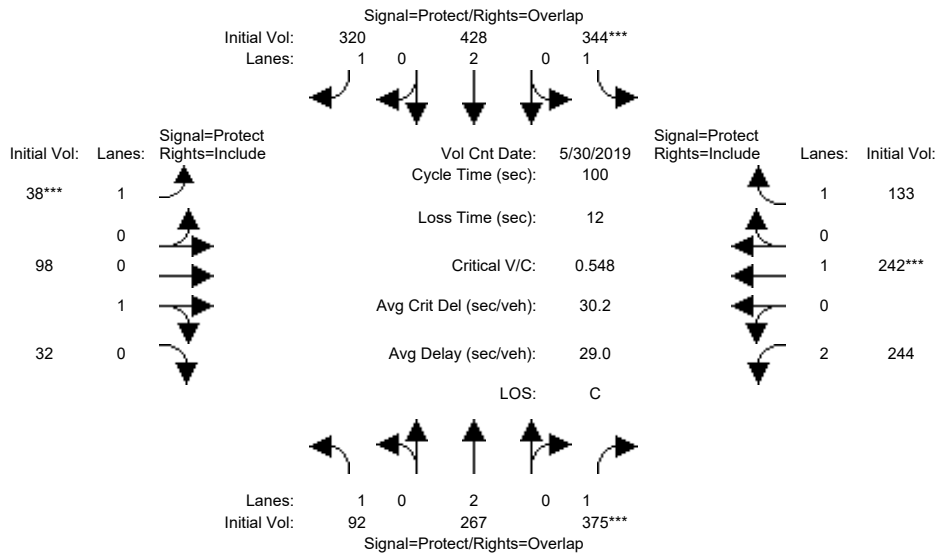 Signal=Protect/Rights=Overlap
Initial Vol: 320 428 344***
Lanes: 1 0 2 0 1
Signal=Protect Signal=Protect
Initial Vol: Lanes: Rights=Include Vol Cnt Date: 5/30/2019 Rights=Include Lanes: Initial Vol:
Cycle Time (sec): 100
38*** 1 1 133
Loss Time (sec): 12
0 0
98 0 Critical V/C: 0.548 1 242***
1 Avg Crit Del (sec/veh): 30.2 0
32 0 Avg Delay (sec/veh): 29.0 2 244
LOS: C
Lanes: 1 0 2 0 1
Initial Vol: 92 267 375***
Signal=Protect/Rights=Overlap